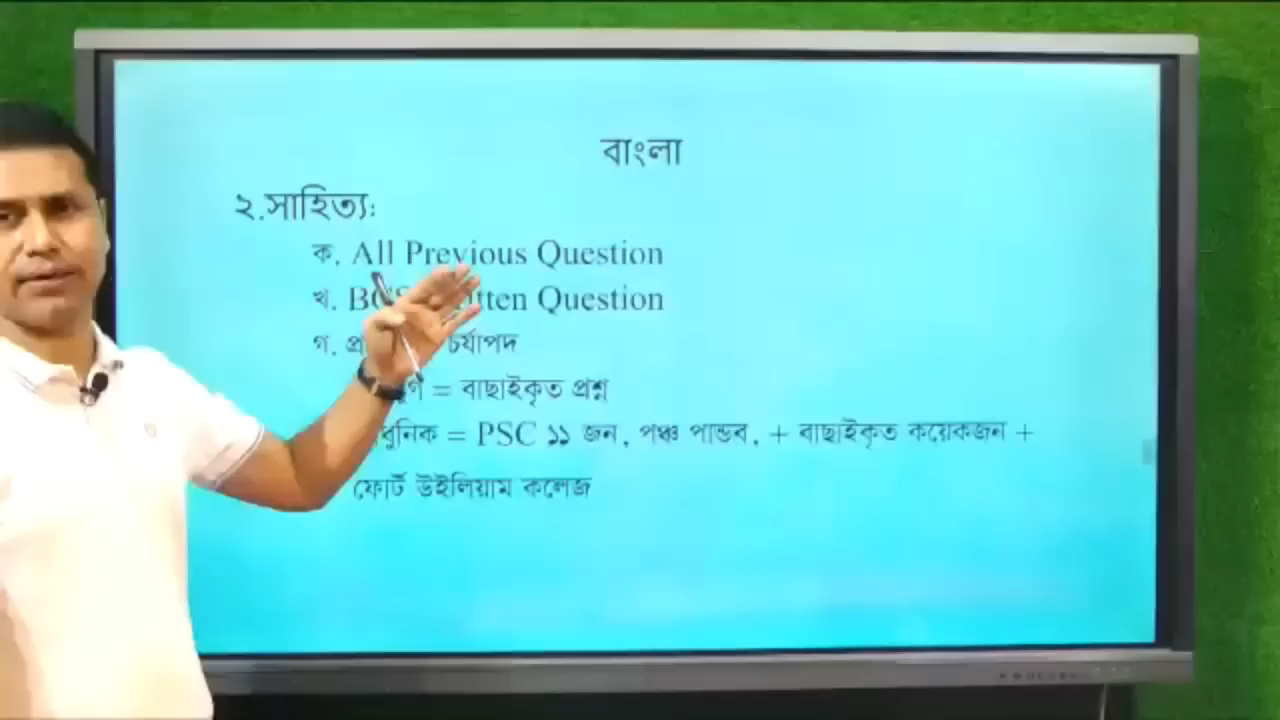 বাংলা
২.সাহিত্যঃ
ক. All Previous Question
খ. Question
গ. চর্যাপদ
= বাছাইকৃত প্রশ্ন
= PSC ১১ জন, পঞ্চ পান্ডব, + বাছাইকৃত কয়েকজন +
ফোর্ট উইলিয়াম কলেজ